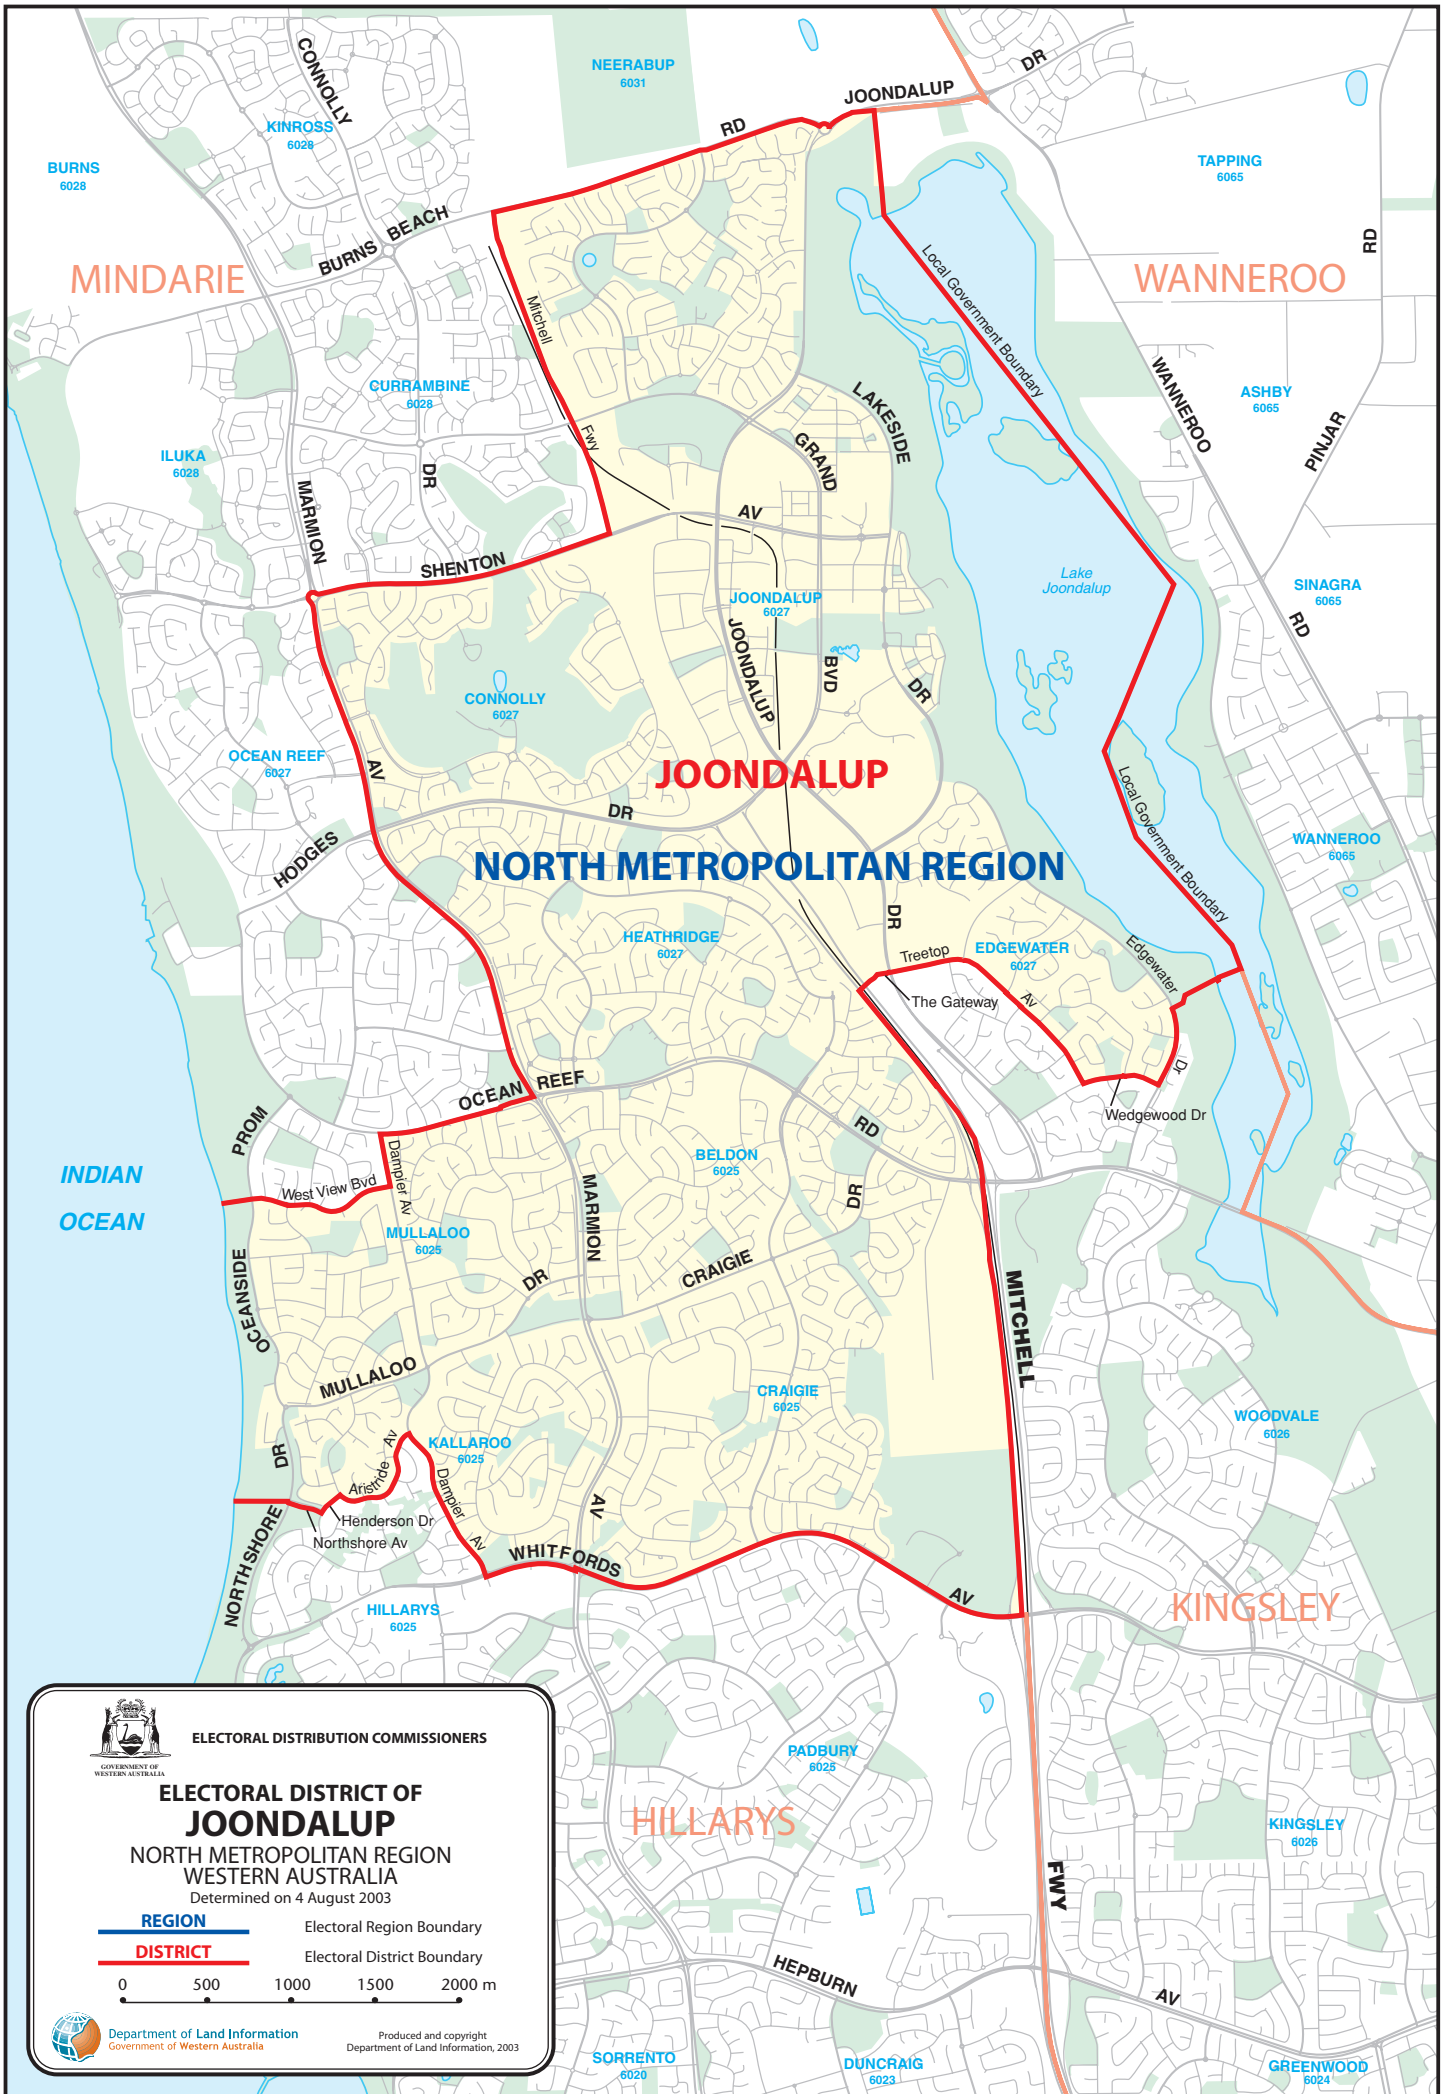 NEERABUP
6031
CONNOLLY
KINROSS
6028
BURNS
6028
DR
JOONDALUP
RD
TAPPING
6065
BURNS BEACH
MINDARIE
WANNEROO
RD
Mitchell
Fwy
Local Government Boundary
CURRAMBINE
6028
LAKESIDE
WANNEROO
ASHBY
6065
PINJAR
ILUKA
6028
DR
GRAND
MARMION
AV
SHENTON
Lake
Joondalup
JOONDALUP
6027
SINAGRA
6065
RD
JOONDALUP
BVD
DR
CONNOLLY
6027
OCEAN REEF
6027
AV
JOONDALUP
DR
Local Government Boundary
HODGES
NORTH METROPOLITAN REGION
WANNEROO
6065
HEATHRIDGE
6027
DR
Treetop
EDGEWATER
6027
Edgewater
Av
The Gateway
Dr
Wedgewood Dr
OCEAN REEF
RD
PROM
Dampier Av
West View Bvd
BELDON
6025
INDIAN
OCEAN
MARMION
DR
MULLALOO
6025
OCEANSIDE
DR
CRAIGIE
MITCHELL
MULLALOO
CRAIGIE
6025
WOODVALE
6026
DR
Aristride
Av
KALLAROO
6025
Dampier
Av
AV
Henderson Dr
Northshore Av
NORTHSHORE
WHITFORDS
AV
HILLARYS
6025
KINGSLEY
PADBURY
6025
HILLARYS
KINGSLEY
6026
FWY
HEPBURN
AV
SORRENTO
6020
DUNCRAIG
6023
GREENWOOD
6024
GOVERNMENT OF
WESTERN AUSTRALIA
ELECTORAL DISTRIBUTION COMMISSIONERS
ELECTORAL DISTRICT OF
JOONDALUP
NORTH METROPOLITAN REGION
WESTERN AUSTRALIA
Determined on 4 August 2003
REGION
Electoral Region Boundary
DISTRICT
Electoral District Boundary
0 500 1000 1500 2000 m
Department of Land Information
Government of Western Australia
Produced and copyright
Department of Land Information, 2003